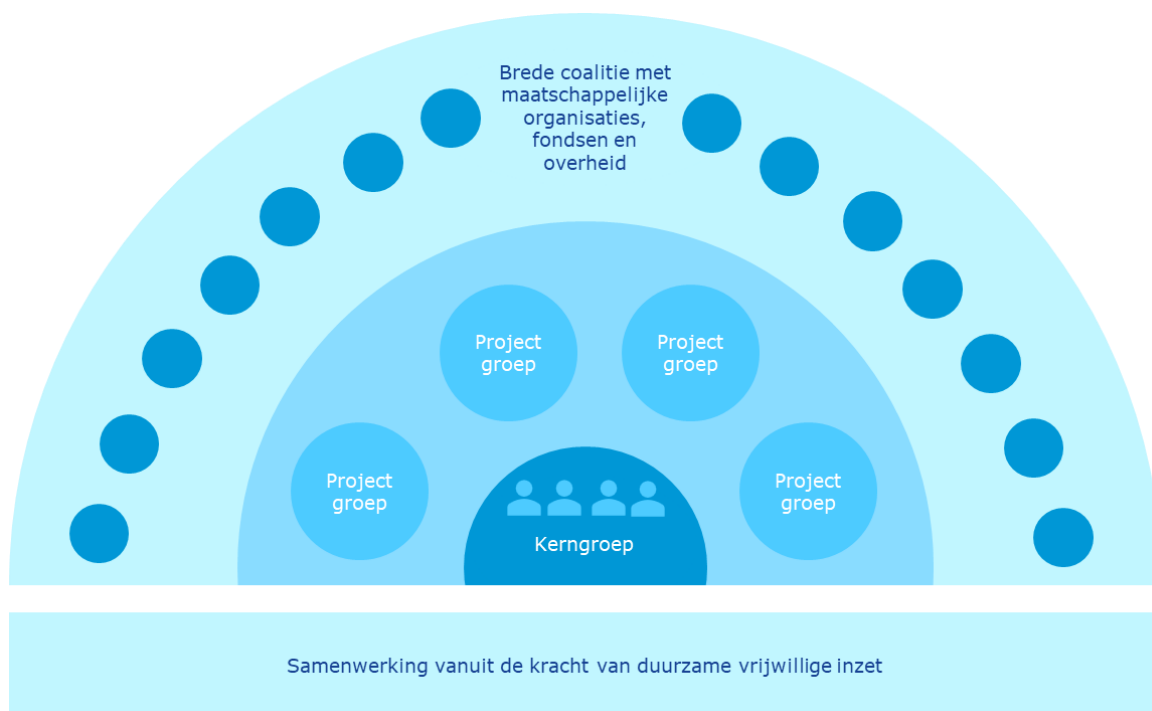 Brede coalitie met
maatschappelijke
organisaties,
fondsen en
overheid
Project
groep
Project
groep
Project
groep
Project
groep
Kerngroep
Samenwerking vanuit de kracht van duurzame vrijwillige inzet